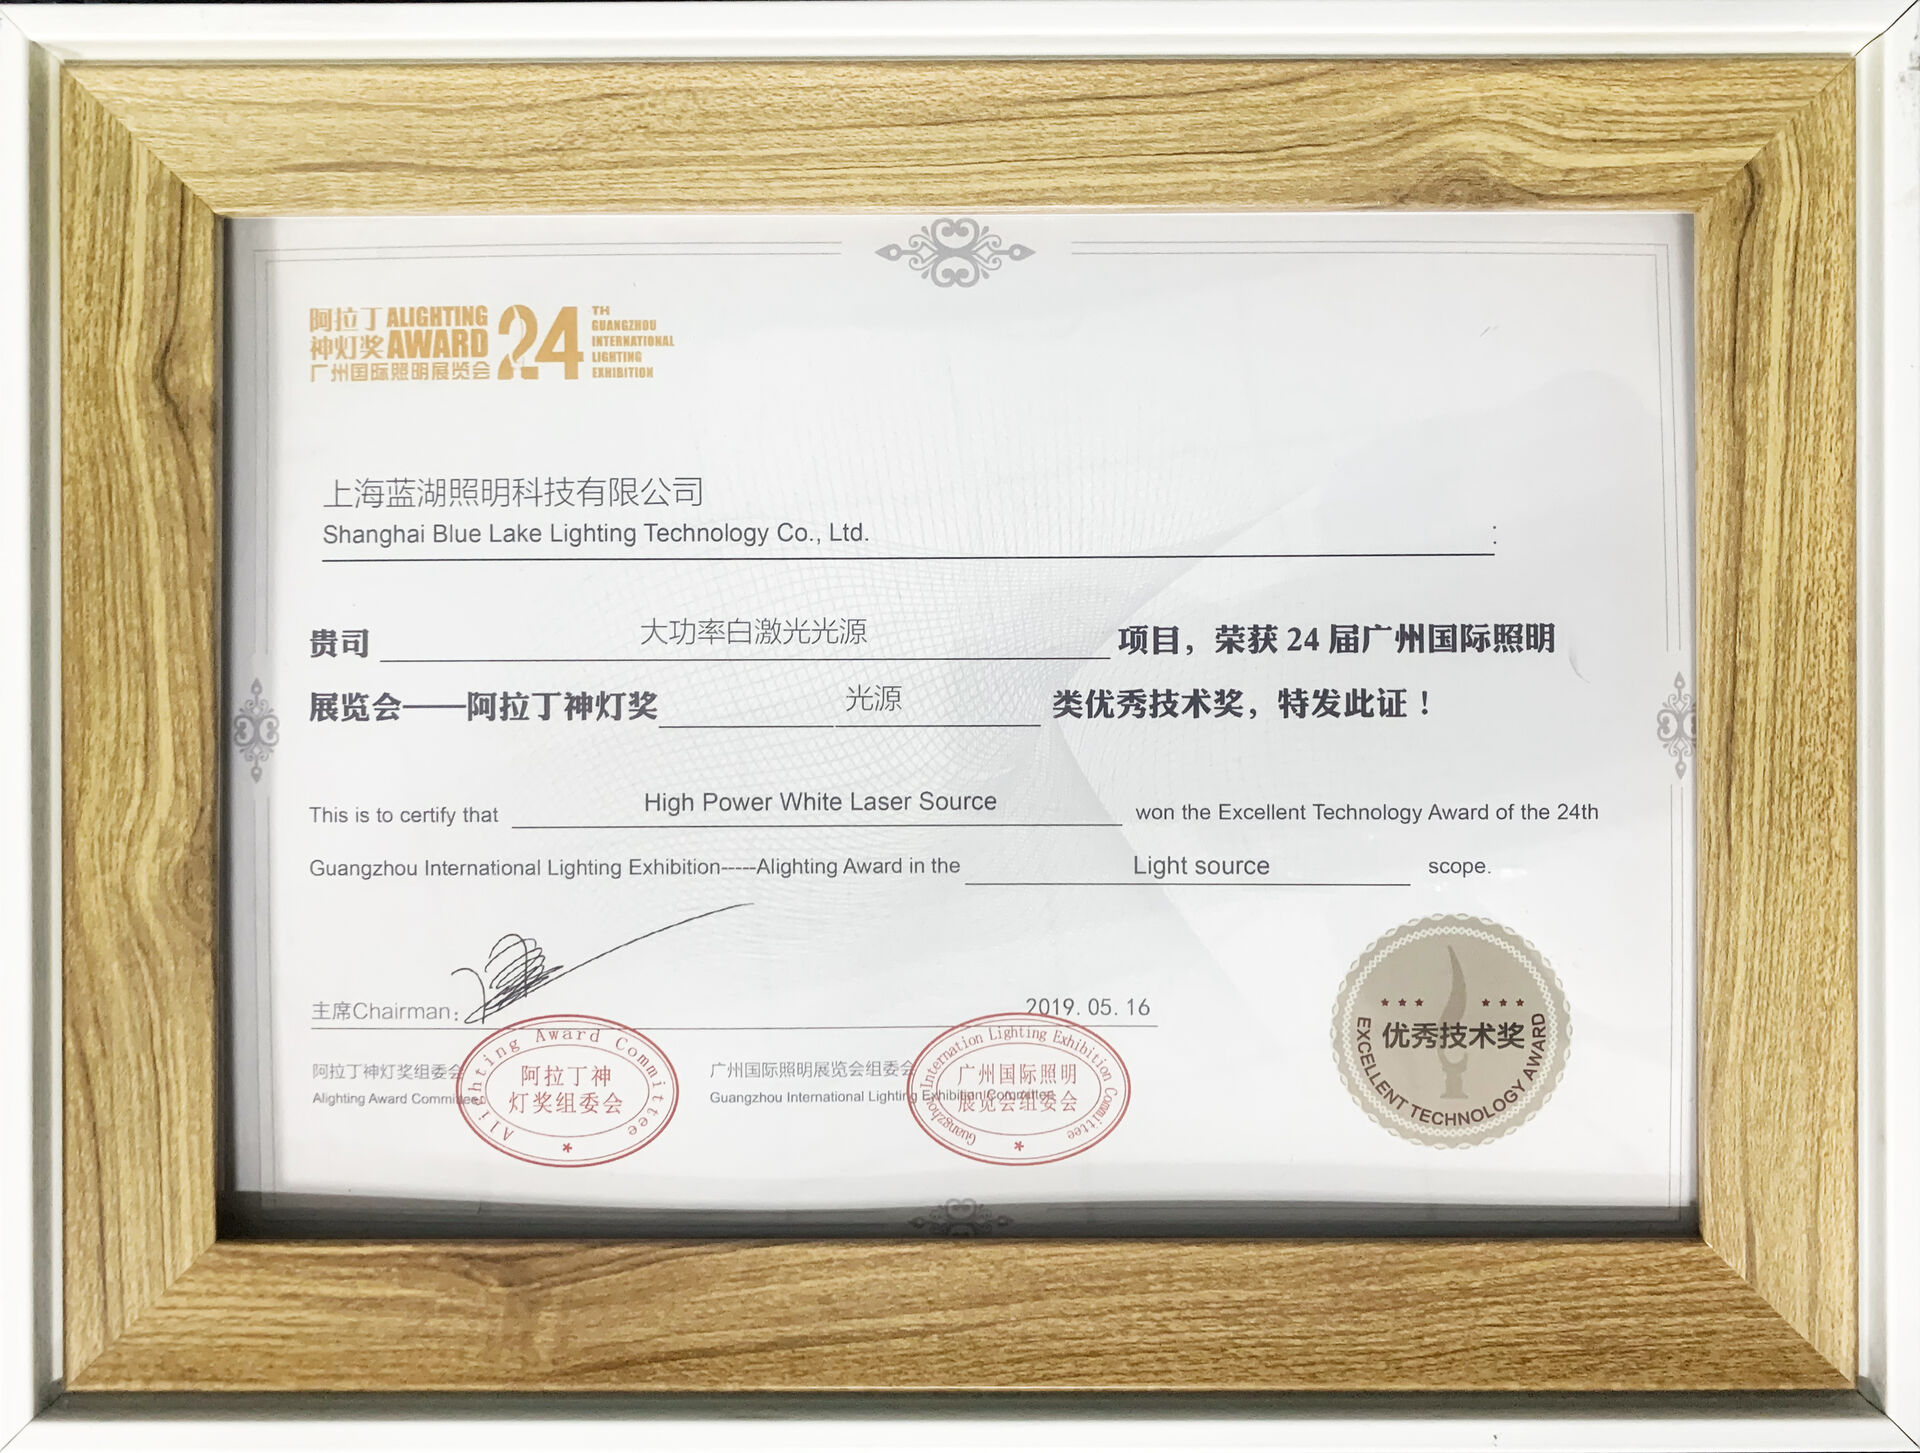 阿拉丁 ALIGHTING
神灯奖 AWARD
广州国际照明展览会
24 TH
GUANGZHOU
INTERNATIONAL
LIGHTING
EXHIBITION
上海蓝湖照明科技有限公司
Shanghai Blue Lake Lighting Technology Co., Ltd. :
贵司 大功率白激光光源 项目，荣获 24 届广州国际照明
展览会——阿拉丁神灯奖 光源 类优秀技术奖，特发此证！
This is to certify that High Power White Laser Source won the Excellent Technology Award of the 24th
Guangzhou International Lighting Exhibition-----Alighting Award in the Light source scope.
主席Chairman: 2019.05.16
阿拉丁神灯奖组委会
Alighting Award Committee
广州国际照明展览会组委会
Guangzhou International Lighting Exhibition Committee
Alighting Award Committee
阿拉丁神
灯奖组委会
Guangzhou Internation Lighting Exhibition Committee
广州国际照明
展览会组委会
优秀技术奖
EXCELLENT TECHNOLOGY AWARD